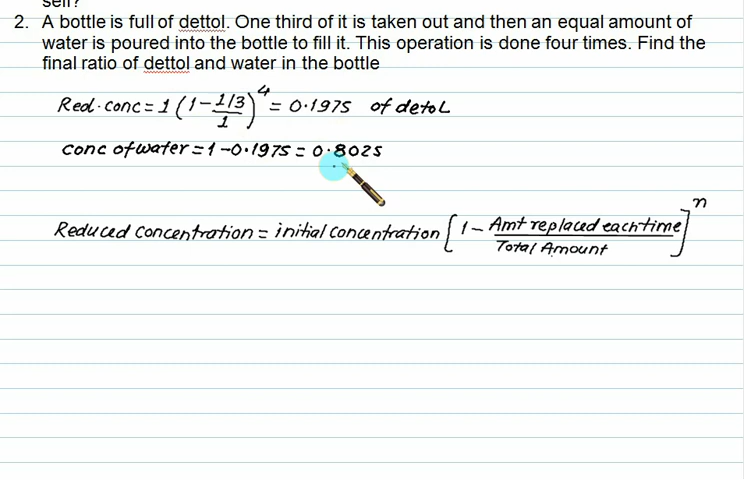 sell?
2. A bottle is full of dettol. One third of it is taken out and then an equal amount of
water is poured into the bottle to fill it. This operation is done four times. Find the
final ratio of dettol and water in the bottle
Red. conc = 1 (1 - 1/3 / 1)^4 = 0.1975 of detol
conc of water = 1 - 0.1975 = 0.8025
Reduced concentration = initial concentration [1 - Amt replaced each time / Total Amount]^n